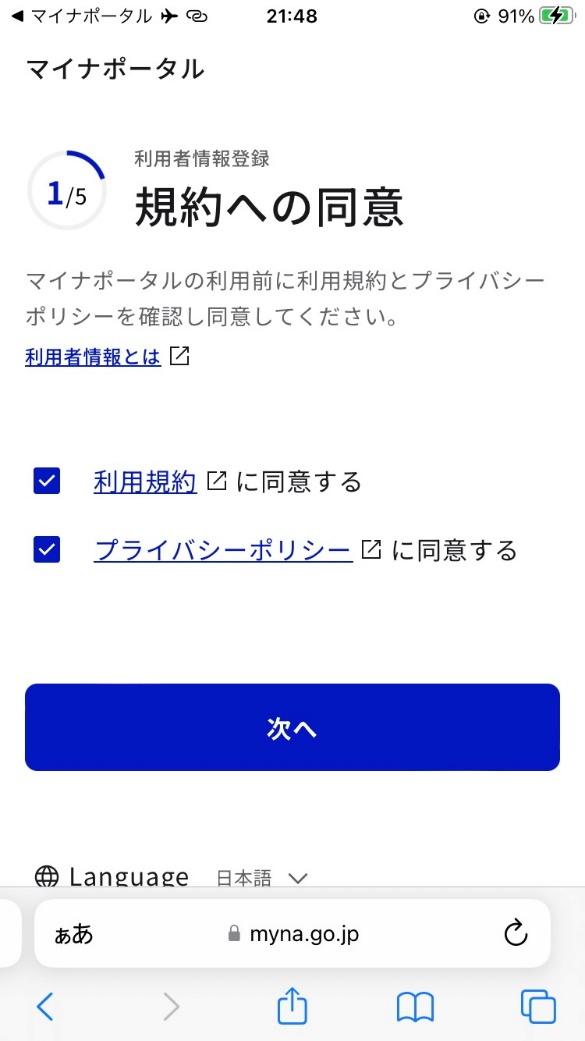 マイナポータル
21:48
91%
マイナポータル
1/5
利用者情報登録
規約への同意
マイナポータルの利用前に利用規約とプライバシー
ポリシーを確認し同意してください。
利用者情報とは
利用規約 に同意する
プライバシーポリシー に同意する
次へ
Language 日本語
ぁあ myna.go.jp